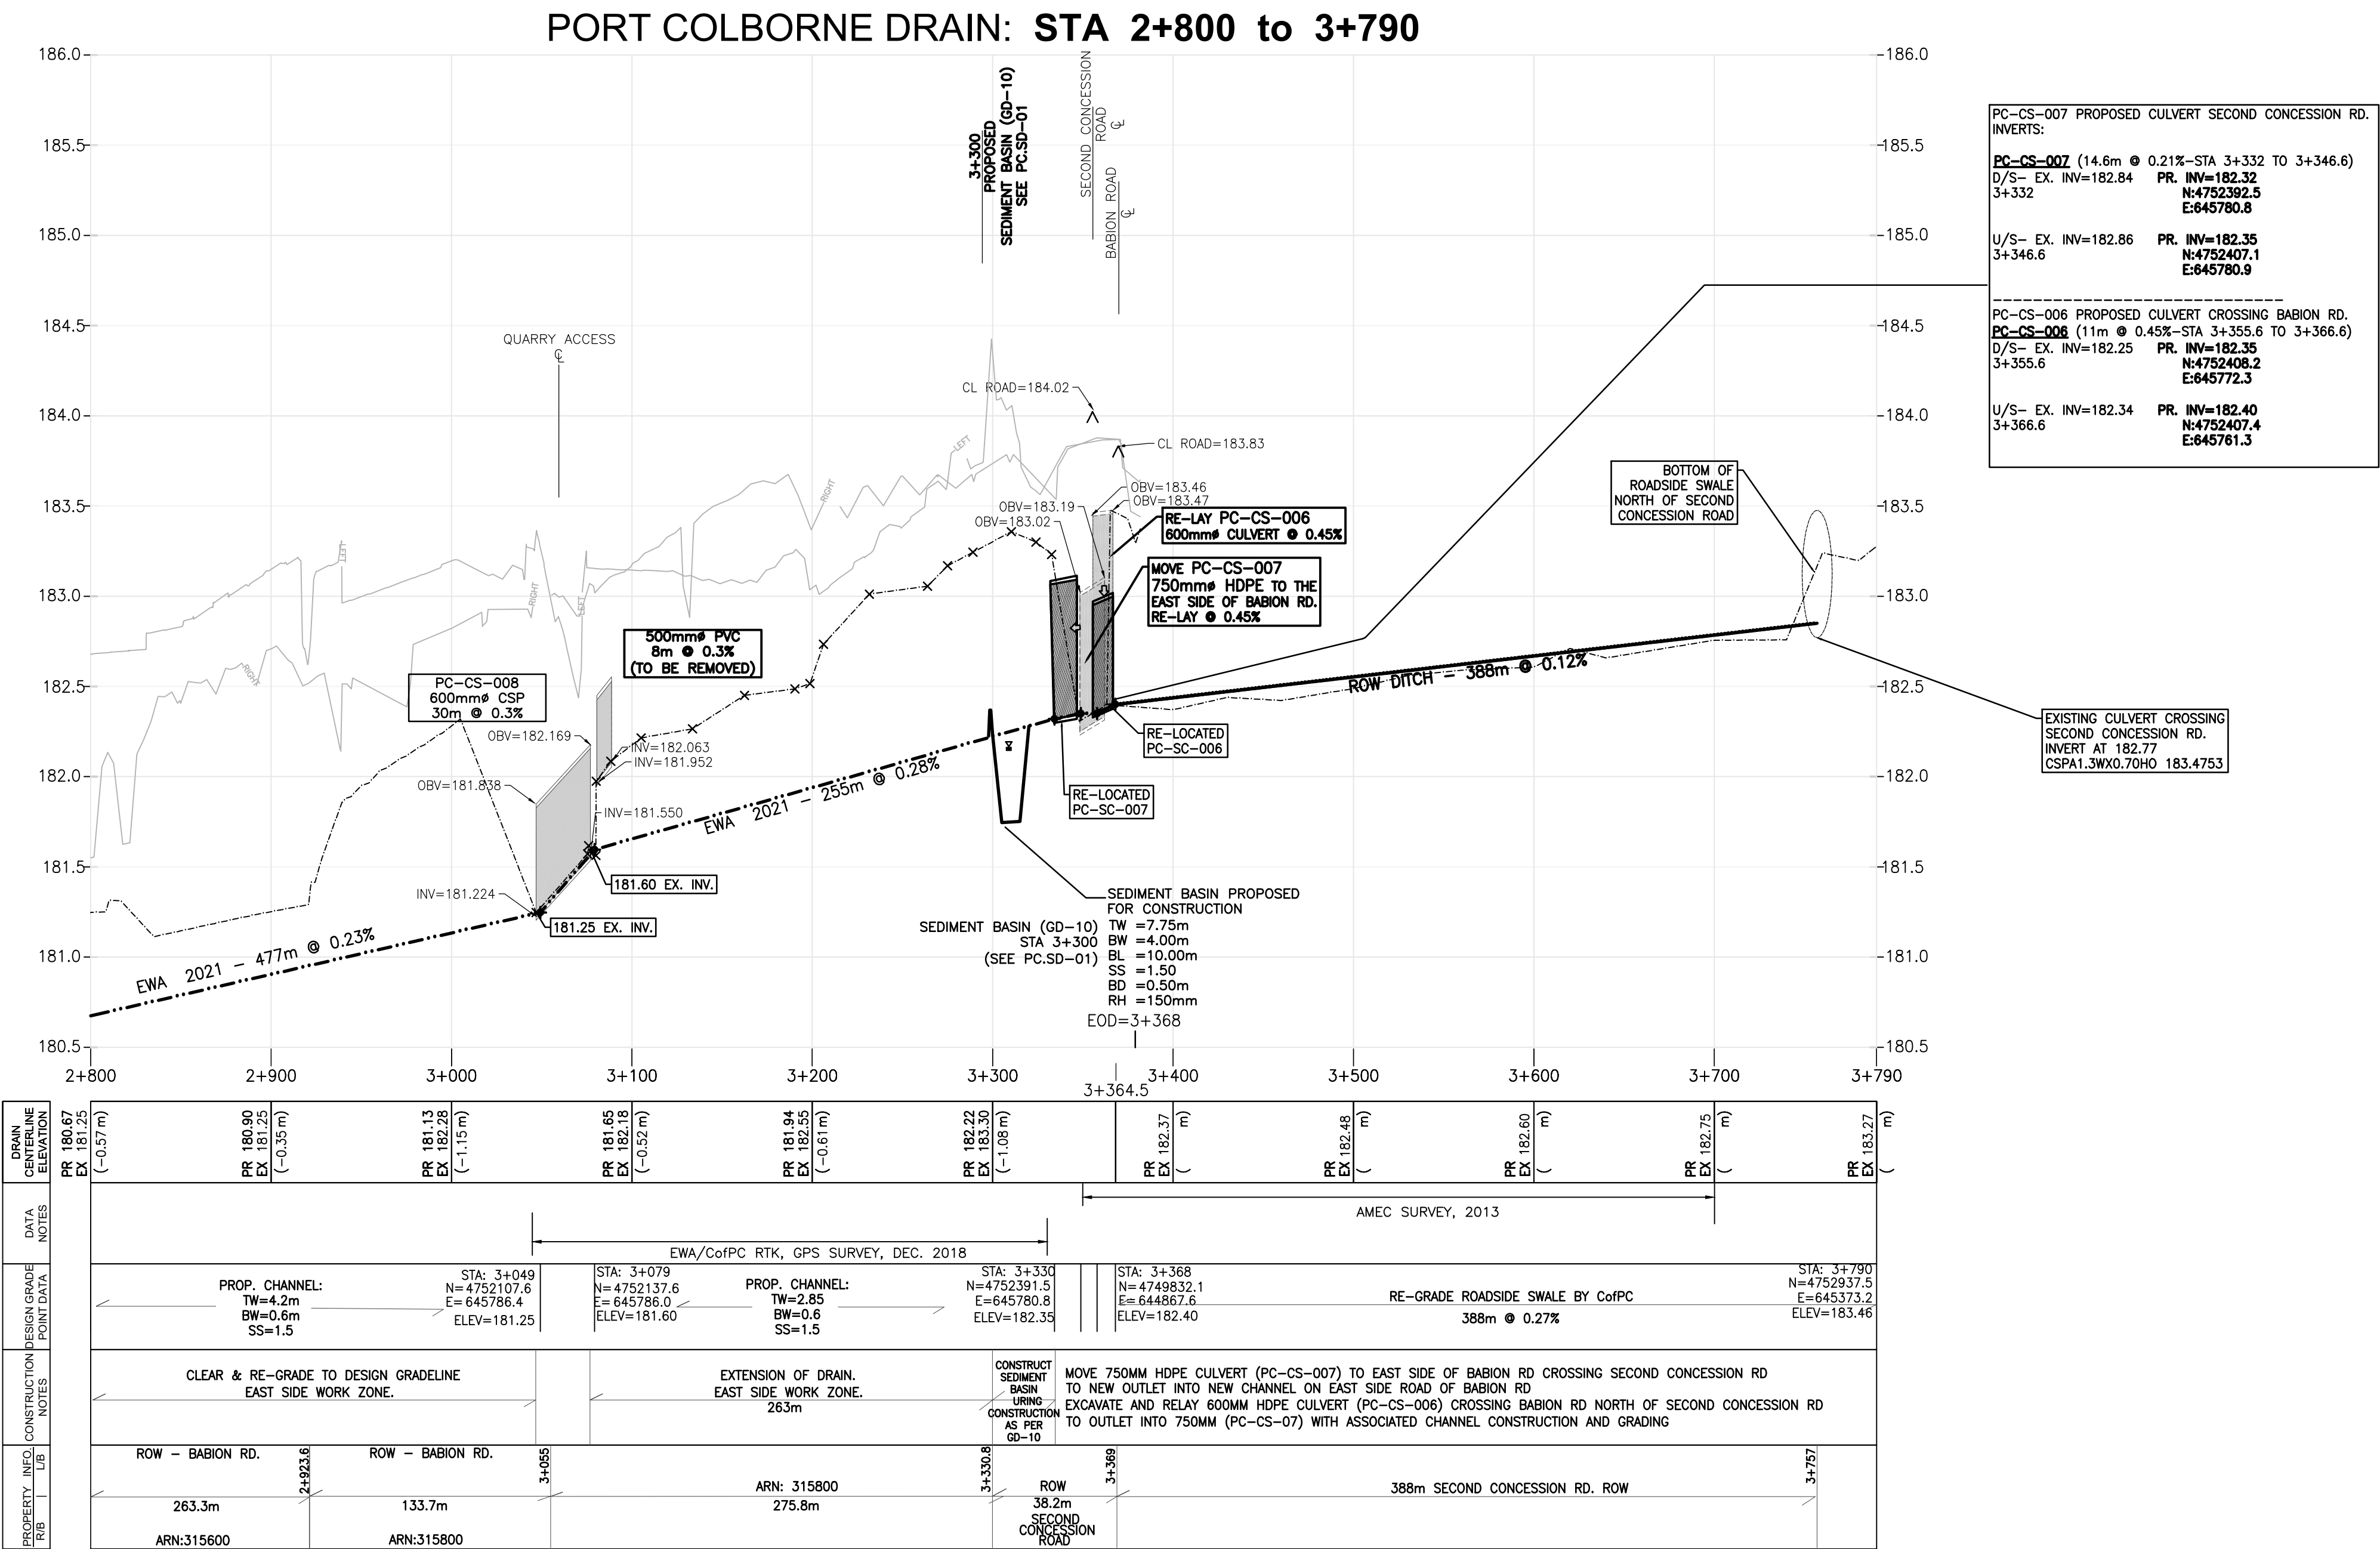 PORT COLBORNE DRAIN: STA 2+800 to 3+790
186.0
185.5
185.0
184.5
184.0
183.5
183.0
182.5
182.0
181.5
181.0
180.5
186.0
185.5
185.0
184.5
184.0
183.5
183.0
182.5
182.0
181.5
181.0
180.5
3+300
PROPOSED
SEDIMENT BASIN (GD-10)
SEE PC.SD-01
SECOND CONCESSION
ROAD
BABION ROAD
QUARRY ACCESS
CL ROAD=184.02
CL ROAD=183.83
LEFT
RIGHT
LEFT
RIGHT
LEFT
RIGHT
OBV=183.46
OBV=183.47
OBV=183.19
OBV=183.02
RE-LAY PC-CS-006
600mmø CULVERT @ 0.45%
MOVE PC-CS-007
750mmø HDPE TO THE
EAST SIDE OF BABION RD.
RE-LAY @ 0.45%
BOTTOM OF
ROADSIDE SWALE
NORTH OF SECOND
CONCESSION ROAD
PC-CS-007 PROPOSED CULVERT SECOND CONCESSION RD.
INVERTS:
PC-CS-007 (14.6m @ 0.21%-STA 3+332 TO 3+346.6)
D/S- EX. INV=182.84 PR. INV=182.32
3+332 N:4752392.5
E:645780.8
U/S- EX. INV=182.86 PR. INV=182.35
3+346.6 N:4752407.1
E:645780.9
PC-CS-006 PROPOSED CULVERT CROSSING BABION RD.
PC-CS-006 (11m @ 0.45%-STA 3+355.6 TO 3+366.6)
D/S- EX. INV=182.25 PR. INV=182.35
3+355.6 N:4752408.2
E:645772.3
U/S- EX. INV=182.34 PR. INV=182.40
3+366.6 N:4752407.4
E:645761.3
500mmø PVC
8m @ 0.3%
(TO BE REMOVED)
PC-CS-008
600mmø CSP
30m @ 0.3%
OBV=182.169
INV=182.063
INV=181.952
OBV=181.838
INV=181.550
INV=181.224
181.60 EX. INV.
181.25 EX. INV.
EWA 2021 - 477m @ 0.23%
EWA 2021 - 255m @ 0.28%
ROW DITCH - 388m @ 0.12%
RE-LOCATED
PC-SC-006
RE-LOCATED
PC-SC-007
EXISTING CULVERT CROSSING
SECOND CONCESSION RD.
INVERT AT 182.77
CSPA1.3WX0.70HO 183.4753
SEDIMENT BASIN PROPOSED
FOR CONSTRUCTION
SEDIMENT BASIN (GD-10) TW =7.75m
STA 3+300 BW =4.00m
(SEE PC.SD-01) BL =10.00m
SS =1.50
BD =0.50m
RH =150mm
EOD=3+368
2+800 2+900 3+000 3+100 3+200 3+300 3+400 3+500 3+600 3+700 3+790
3+364.5
DRAIN
CENTERLINE
ELEVATION
PR 180.67
EX 181.25
(-0.57 m)
PR 180.90
EX 181.25
(-0.35 m)
PR 181.13
EX 182.28
(-1.15 m)
PR 181.65
EX 182.18
(-0.52 m)
PR 181.94
EX 182.55
(-0.61 m)
PR 182.22
EX 183.30
(-1.08 m)
PR
EX 182.37
( m)
PR
EX 182.48
( m)
PR
EX 182.60
( m)
PR
EX 182.75
( m)
PR
EX 183.27
( m)
DATA
NOTES
EWA/CofPC RTK, GPS SURVEY, DEC. 2018
AMEC SURVEY, 2013
DESIGN GRADE
POINT DATA
PROP. CHANNEL:
TW=4.2m
BW=0.6m
SS=1.5
STA: 3+049
N=4752107.6
E= 645786.4
ELEV=181.25
STA: 3+079
N=4752137.6
E= 645786.0
ELEV=181.60
PROP. CHANNEL:
TW=2.85
BW=0.6
SS=1.5
STA: 3+330
N=4752391.5
E=645780.8
ELEV=182.35
STA: 3+368
N= 4749832.1
E= 644867.6
ELEV=182.40
RE-GRADE ROADSIDE SWALE BY CofPC
388m @ 0.27%
STA: 3+790
N=4752937.5
E=645373.2
ELEV=183.46
CONSTRUCTION
NOTES
CLEAR & RE-GRADE TO DESIGN GRADELINE
EAST SIDE WORK ZONE.
EXTENSION OF DRAIN.
EAST SIDE WORK ZONE.
263m
CONSTRUCT
SEDIMENT
BASIN
URING
CONSTRUCTION
AS PER
GD-10
MOVE 750MM HDPE CULVERT (PC-CS-007) TO EAST SIDE OF BABION RD CROSSING SECOND CONCESSION RD
TO NEW OUTLET INTO NEW CHANNEL ON EAST SIDE ROAD OF BABION RD
EXCAVATE AND RELAY 600MM HDPE CULVERT (PC-CS-006) CROSSING BABION RD NORTH OF SECOND CONCESSION RD
TO OUTLET INTO 750MM (PC-CS-07) WITH ASSOCIATED CHANNEL CONSTRUCTION AND GRADING
PROPERTY INFO.
R/B | L/B
ROW - BABION RD.
263.3m
ARN:315600
2+923.6
ROW - BABION RD.
133.7m
ARN:315800
3+055
ARN: 315800
275.8m
3+330.8
ROW
38.2m
SECOND
CONCESSION
ROAD
3+369
388m SECOND CONCESSION RD. ROW
3+757